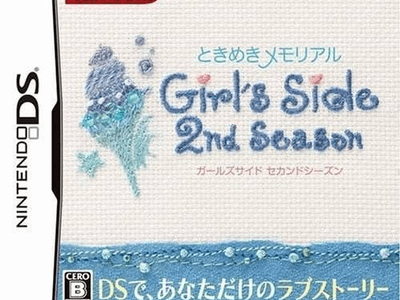 NINTENDO DS™
ときめきメモリアル
Girl's Side
2nd Season
ガールズサイド セカンドシーズン
CERO
B
DSで、あなただけのラブストーリー